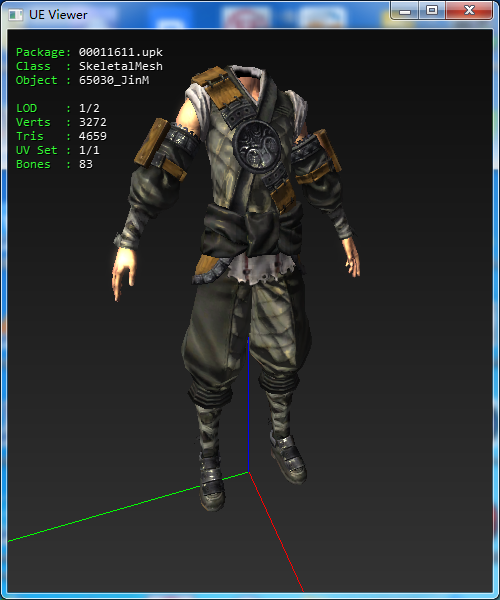 UE Viewer
Package: 00011611.upk
Class : SkeletalMesh
Object : 65030_JinM
LOD : 1/2
Verts : 3272
Tris : 4659
UV Set : 1/1
Bones : 83